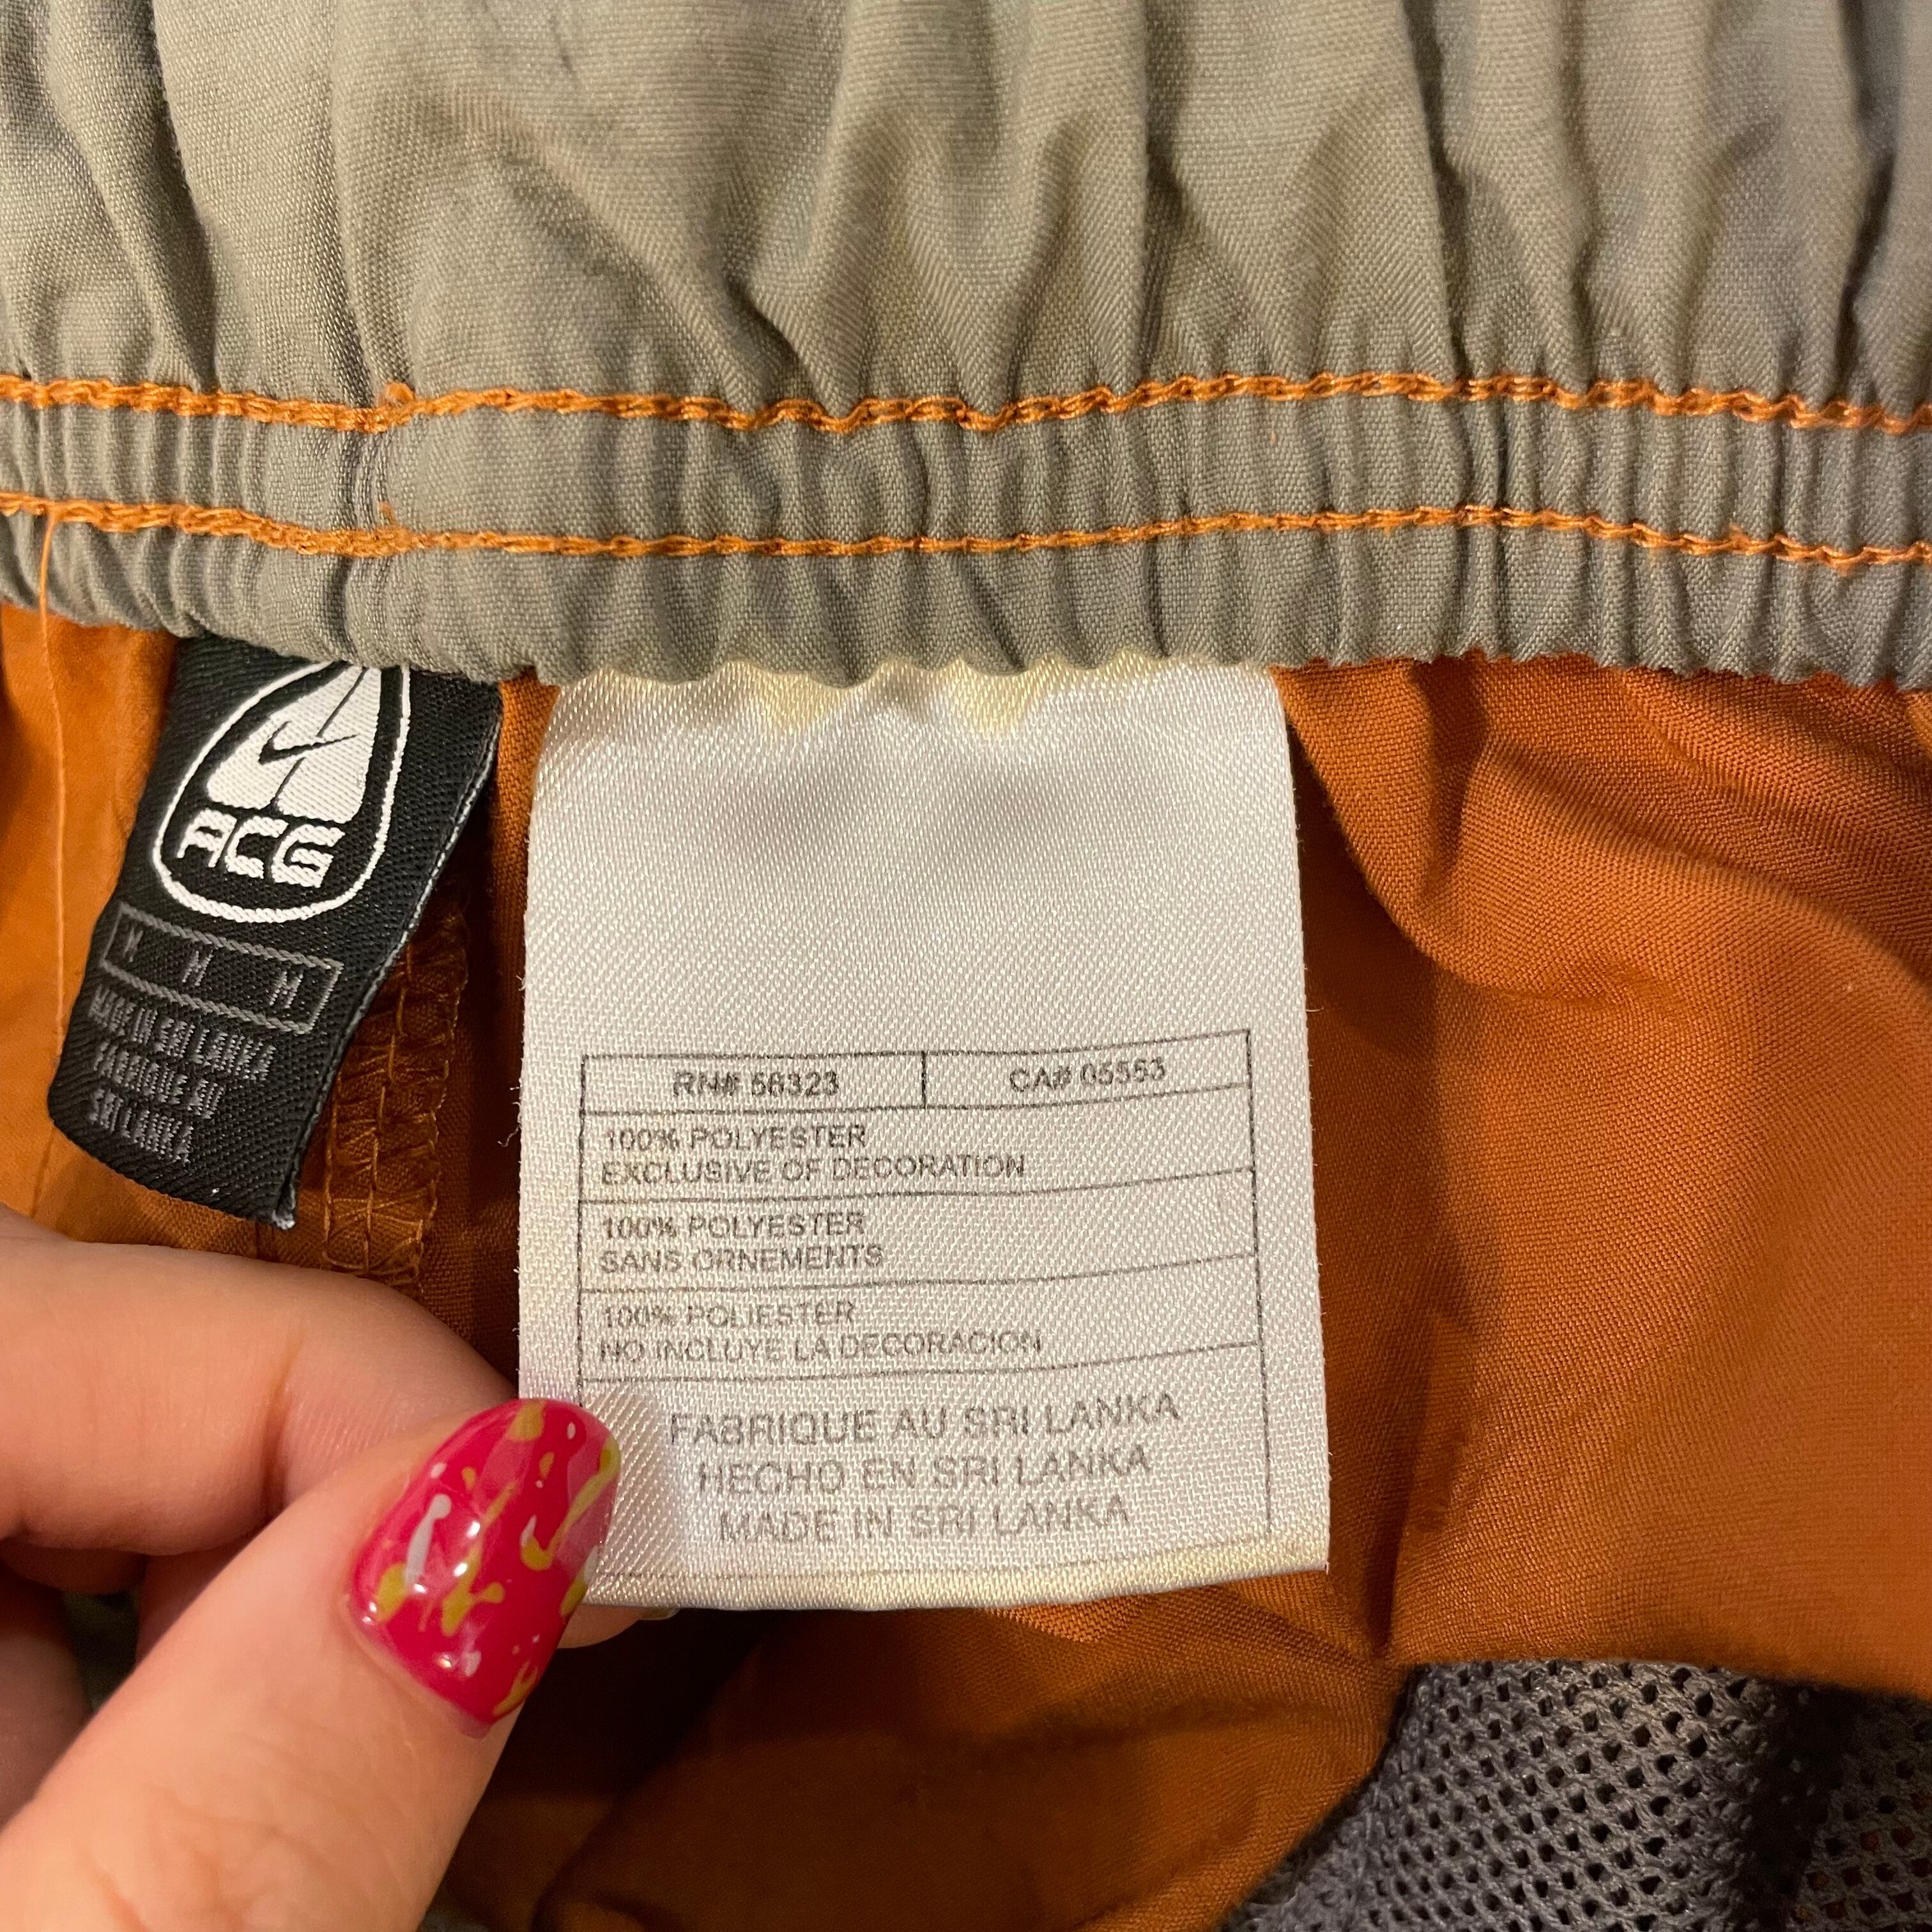 ACG
M M M
MADE IN SRI LANKA
FABRIQUE AU
SRI LANKA
RN# 56323 CA# 05553
100% POLYESTER
EXCLUSIVE OF DECORATION
100% POLYESTER
SANS ORNEMENTS
100% POLIESTER
NO INCLUYE LA DECORACION
FABRIQUE AU SRI LANKA
HECHO EN SRI LANKA
MADE IN SRI LANKA